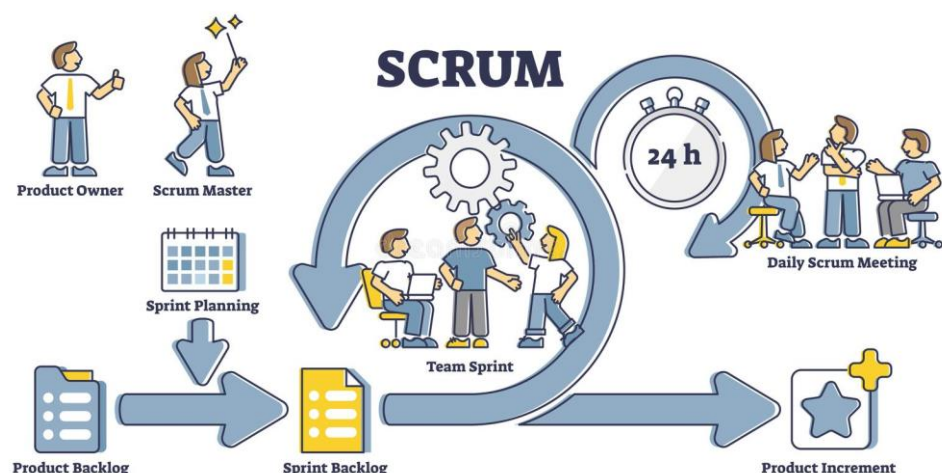 SCRUM
24 h
Product Owner
Scrum Master
Daily Scrum Meeting
Sprint Planning
Team Sprint
Product Backlog
Sprint Backlog
Product Increment